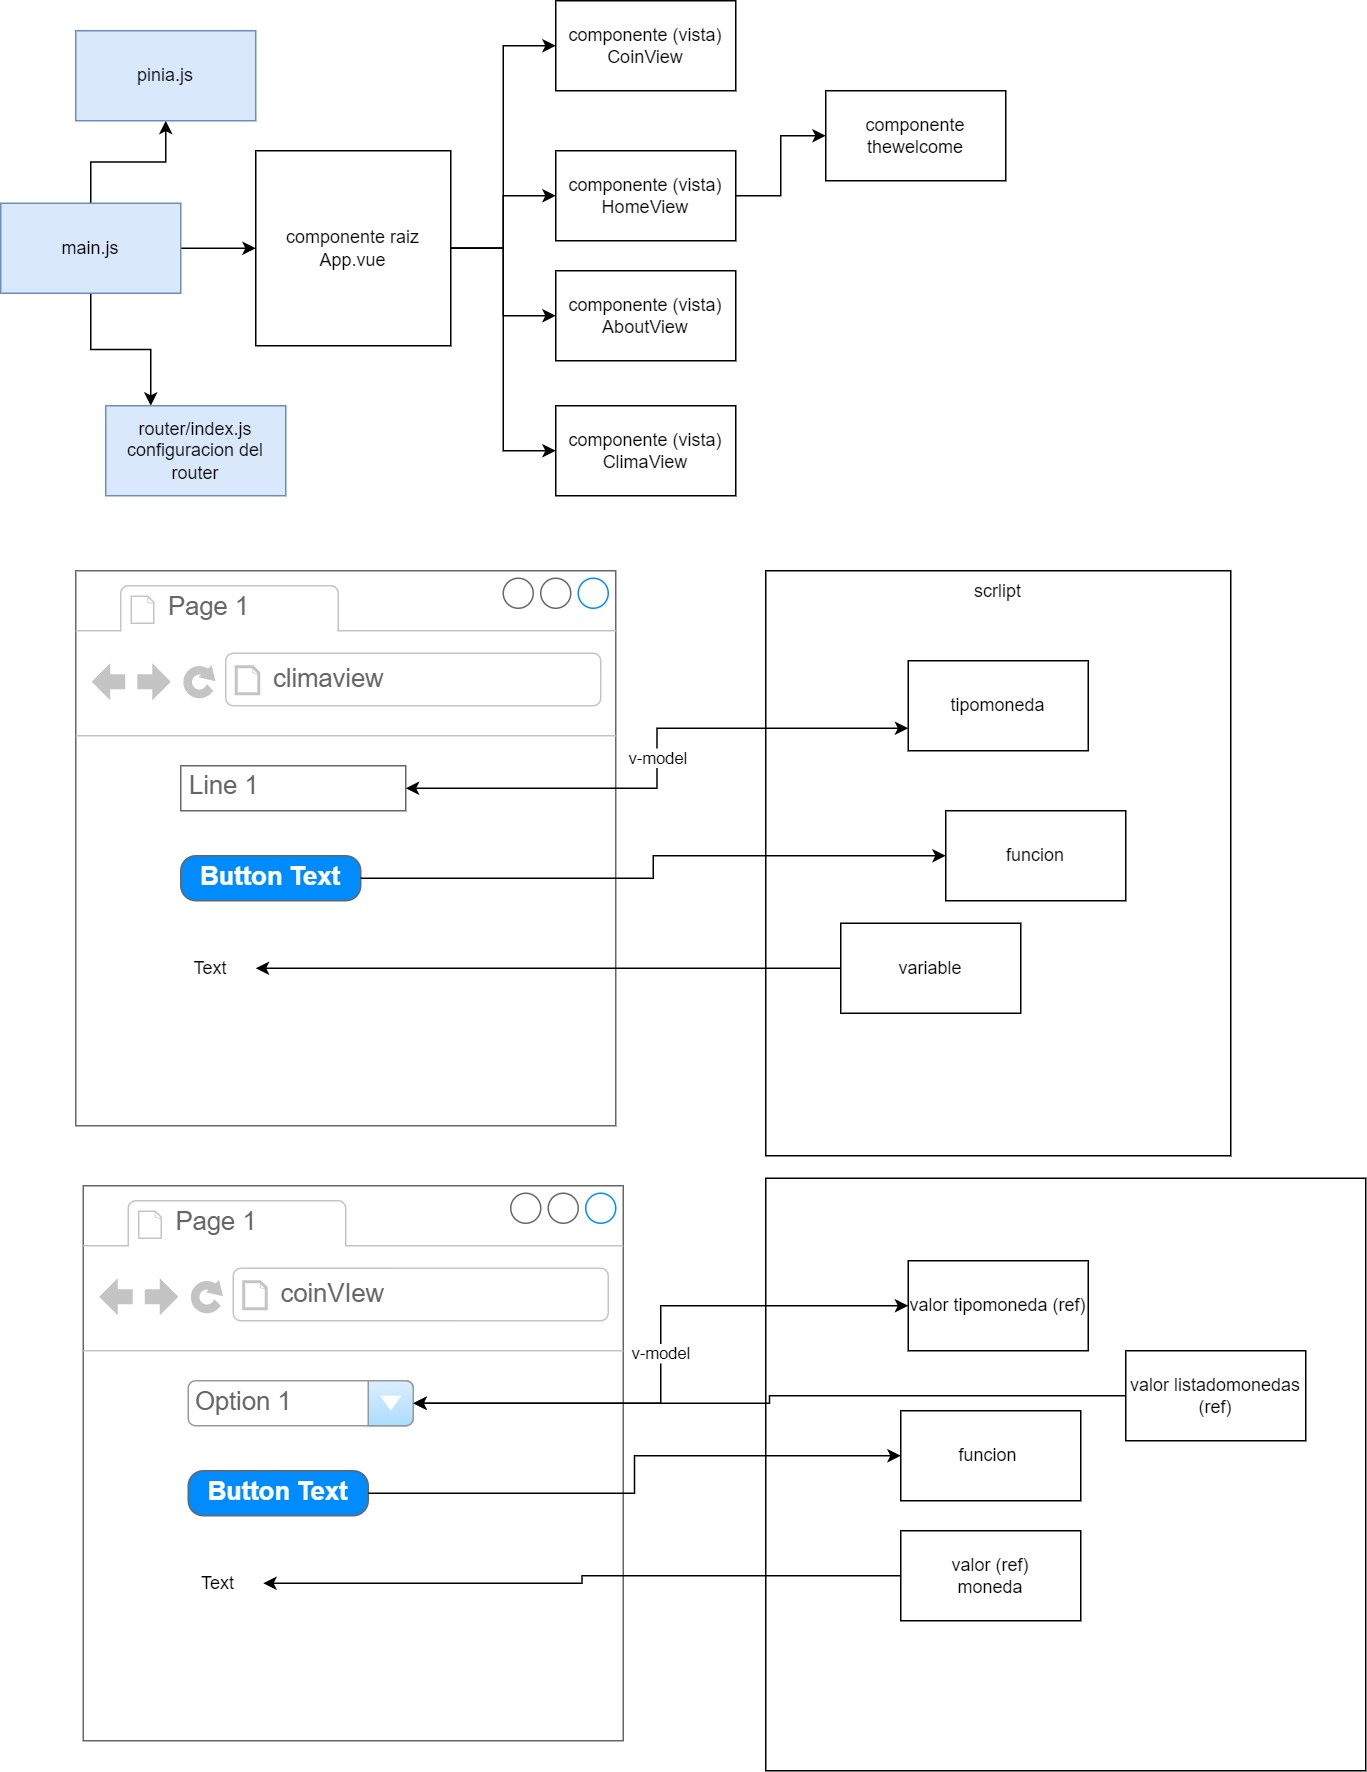 componente (vista)
CoinView
pinia.js
componente
thewelcome
componente (vista)
HomeView
main.js
componente raiz
App.vue
componente (vista)
AboutView
router/index.js
configuracion del
router
componente (vista)
ClimaView
Page 1
climaview
scrlipt
tipomoneda
v-model
Line 1
Button Text
funcion
Text
variable
Page 1
coinVIew
valor tipomoneda (ref)
v-model
Option 1
valor listadomonedas
(ref)
Button Text
funcion
Text
valor (ref)
moneda